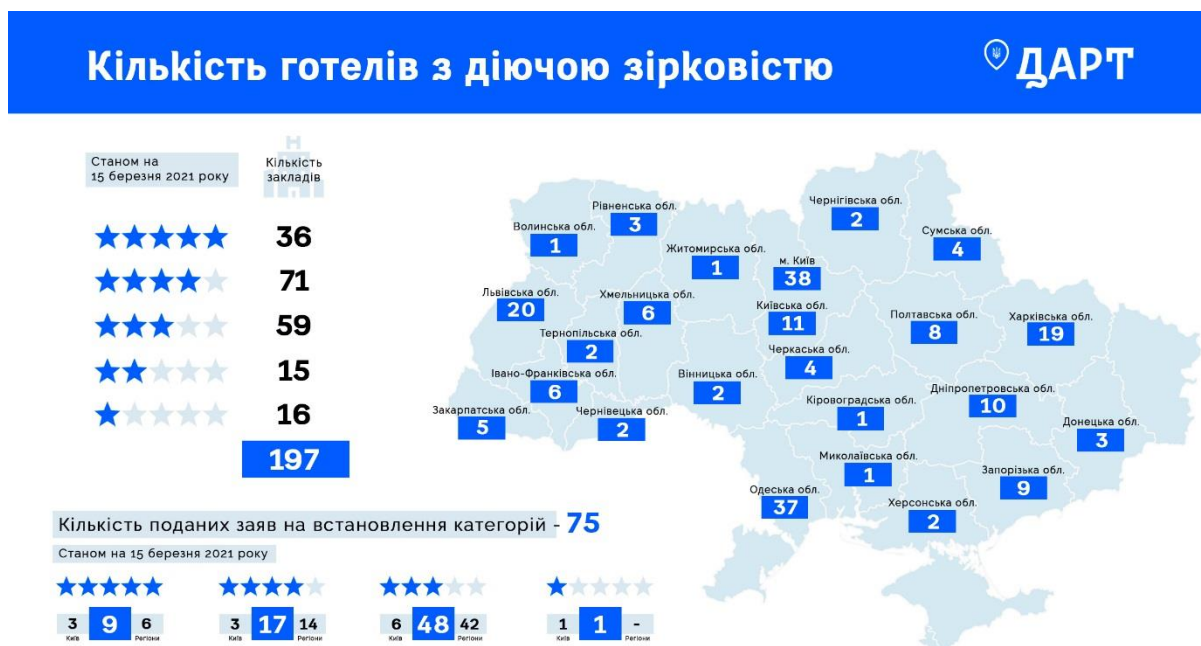 Кількість готелів з діючою зірковістю
ДАРТ
Станом на
15 березня 2021 року
Кількість
закладів
36
71
59
15
16
197
Рівненська обл.
3
Волинська обл.
1
Житомирська обл.
1
м. Київ
38
Чернігівська обл.
2
Сумська обл.
4
Львівська обл.
20
Хмельницька обл.
6
Київська обл.
11
Полтавська обл.
8
Харківська обл.
19
Тернопільська обл.
2
Черкаська обл.
4
Івано-Франківська обл.
6
Вінницька обл.
2
Кіровоградська обл.
1
Дніпропетровська обл.
10
Закарпатська обл.
5
Чернівецька обл.
2
Донецька обл.
3
Миколаївська обл.
1
Запорізька обл.
9
Одеська обл.
37
Херсонська обл.
2
Кількість поданих заяв на встановлення категорій - 75
Станом на 15 березня 2021 року
3 9 6
Київ Регіони
3 17 14
Київ Регіони
6 48 42
Київ Регіони
1 1 -
Київ Регіони